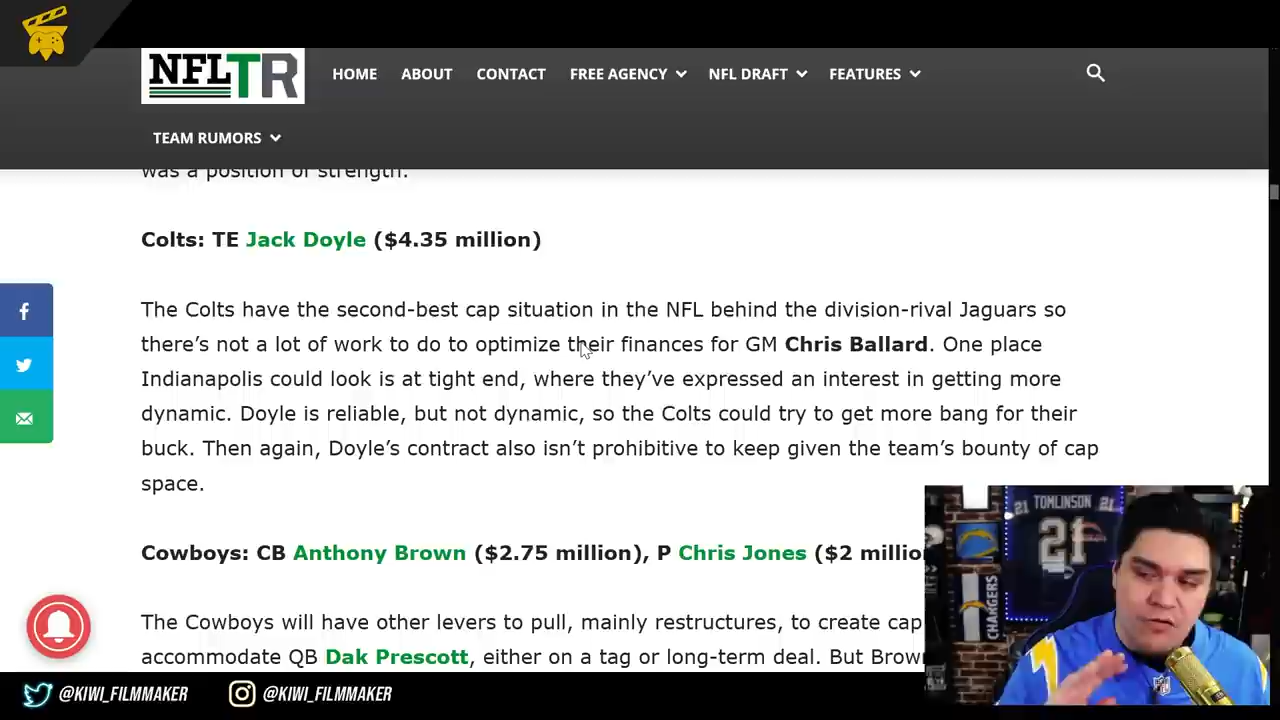 NFLTR
HOME ABOUT CONTACT FREE AGENCY NFL DRAFT FEATURES
TEAM RUMORS
was a position of strength.
Colts: TE Jack Doyle ($4.35 million)
The Colts have the second-best cap situation in the NFL behind the division-rival Jaguars so
there's not a lot of work to do to optimize their finances for GM Chris Ballard. One place
Indianapolis could look is at tight end, where they've expressed an interest in getting more
dynamic. Doyle is reliable, but not dynamic, so the Colts could try to get more bang for their
buck. Then again, Doyle's contract also isn't prohibitive to keep given the team's bounty of cap
space.
21 TOMLINSON 21
21
CHARGERS
Cowboys: CB Anthony Brown ($2.75 million), P Chris Jones ($2 millio
The Cowboys will have other levers to pull, mainly restructures, to create cap
accommodate QB Dak Prescott, either on a tag or long-term deal. But Brow
@KIWI_FILMMAKER @KIWI_FILMMAKER